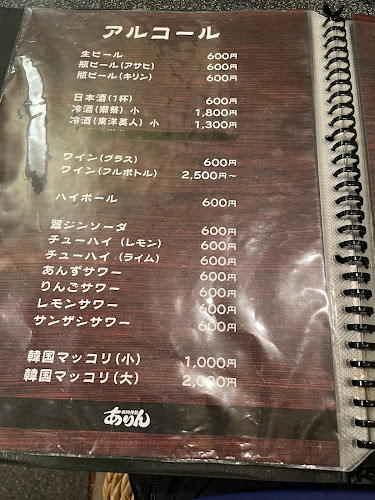 アルコール
生ビール 600円
瓶ビール(アサヒ) 600円
瓶ビール(キリン) 600円
日本酒(1杯) 600円
冷酒(獺祭) 小 1,800円
冷酒(東洋美人) 小 1,300円
ワイン(グラス) 600円
ワイン(フルボトル) 2,500円～
ハイボール 600円
翠ジンソーダ 600円
チューハイ (レモン) 600円
チューハイ (ライム) 600円
あんずサワー 600円
りんごサワー 600円
レモンサワー 600円
サンザシサワー 600円
韓国マッコリ(小) 1,000円
韓国マッコリ(大) 2,000円
ありん